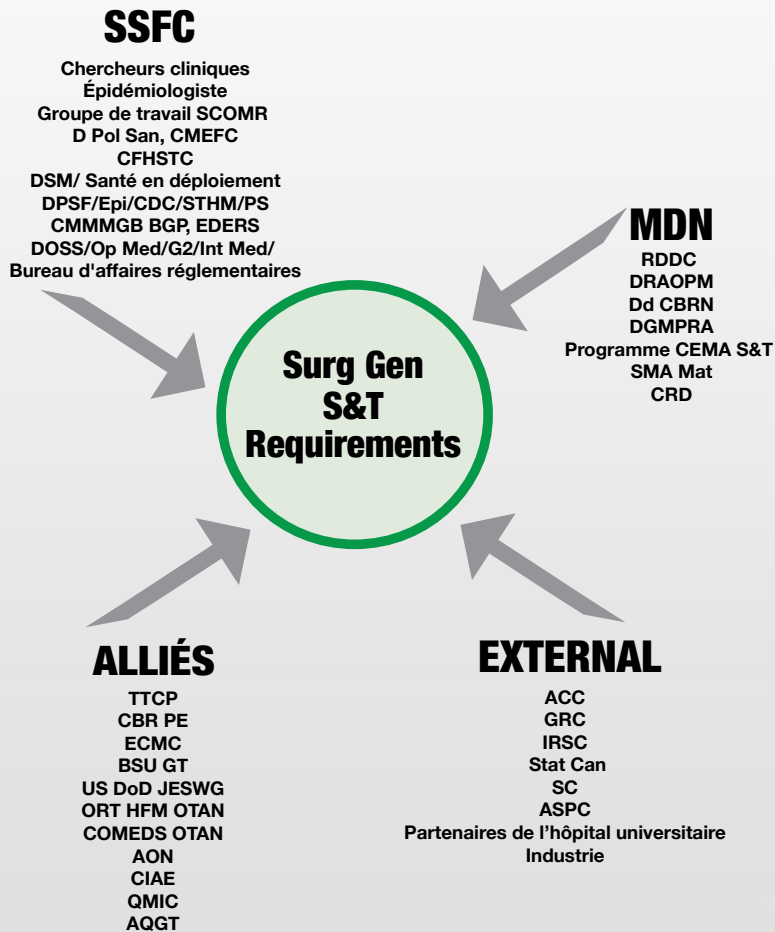 SSFC
Chercheurs cliniques
Épidémiologiste
Groupe de travail SCOMR
D Pol San, CMEFC
CFHSTC
DSM/ Santé en déploiement
DPSF/Epi/CDC/STHM/PS
CMMMGB BGP, EDERS
DOSS/Op Med/G2/Int Med/
Bureau d'affaires réglementaires
MDN
RDDC
DRAOPM
Dd CBRN
DGMPRA
Programme CEMA S&T
SMA Mat
CRD
Surg Gen
S&T
Requirements
ALLIÉS
TTCP
CBR PE
ECMC
BSU GT
US DoD JESWG
ORT HFM OTAN
COMEDS OTAN
AON
CIAE
QMIC
AQGT
EXTERNAL
ACC
GRC
IRSC
Stat Can
SC
ASPC
Partenaires de l’hôpital universitaire
Industrie